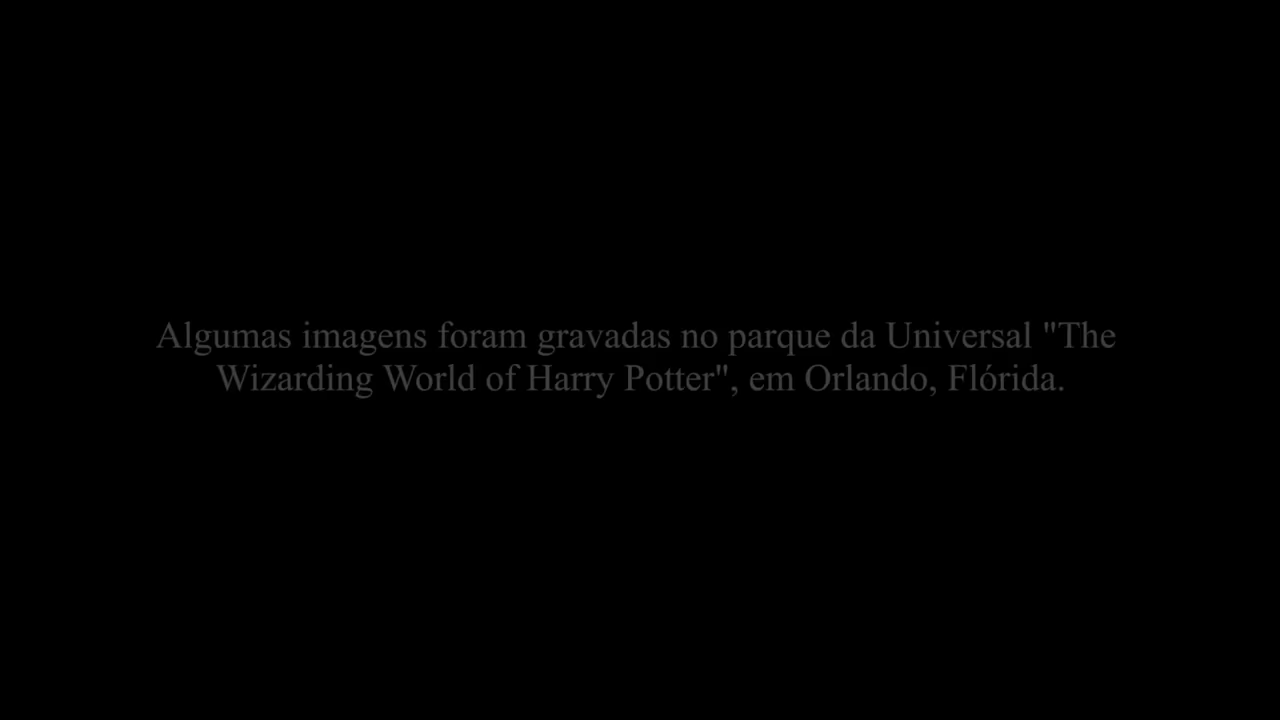 Algumas imagens foram gravadas no parque da Universal "The
Wizarding World of Harry Potter", em Orlando, Flórida.